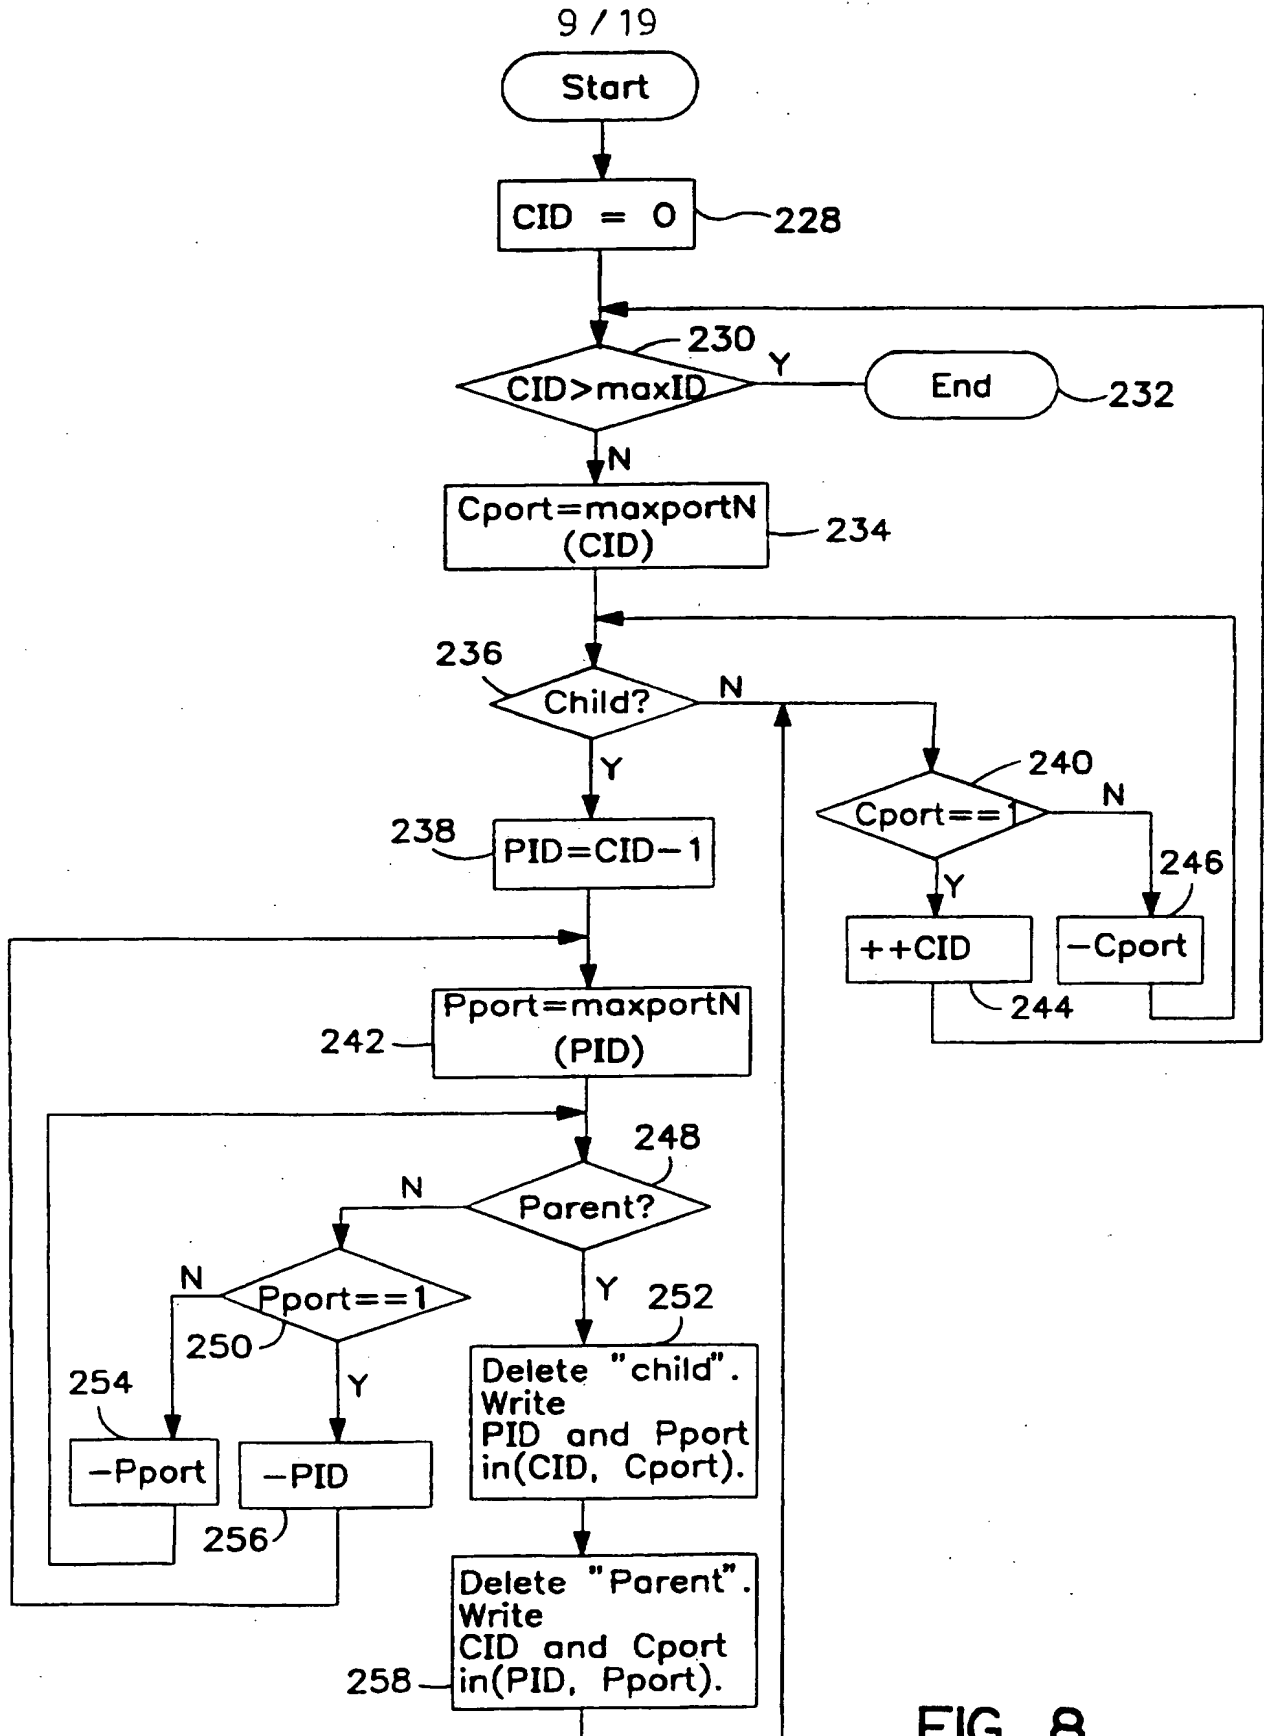 9 / 19
Start
CID = 0
228
230
CID>maxID
Y
End
232
N
Cport=maxportN
(CID)
234
236
Child?
N
Y
240
Cport==1
N
238
PID=CID-1
Y
246
++CID
-Cport
244
Pport=maxportN
(PID)
242
248
Parent?
N
Y
Pport==1
N
250
252
254
Y
Delete "child".
Write
PID and Pport
in(CID, Cport).
-Pport
-PID
256
Delete "Parent".
Write
CID and Cport
in(PID, Pport).
258
FIG. 8